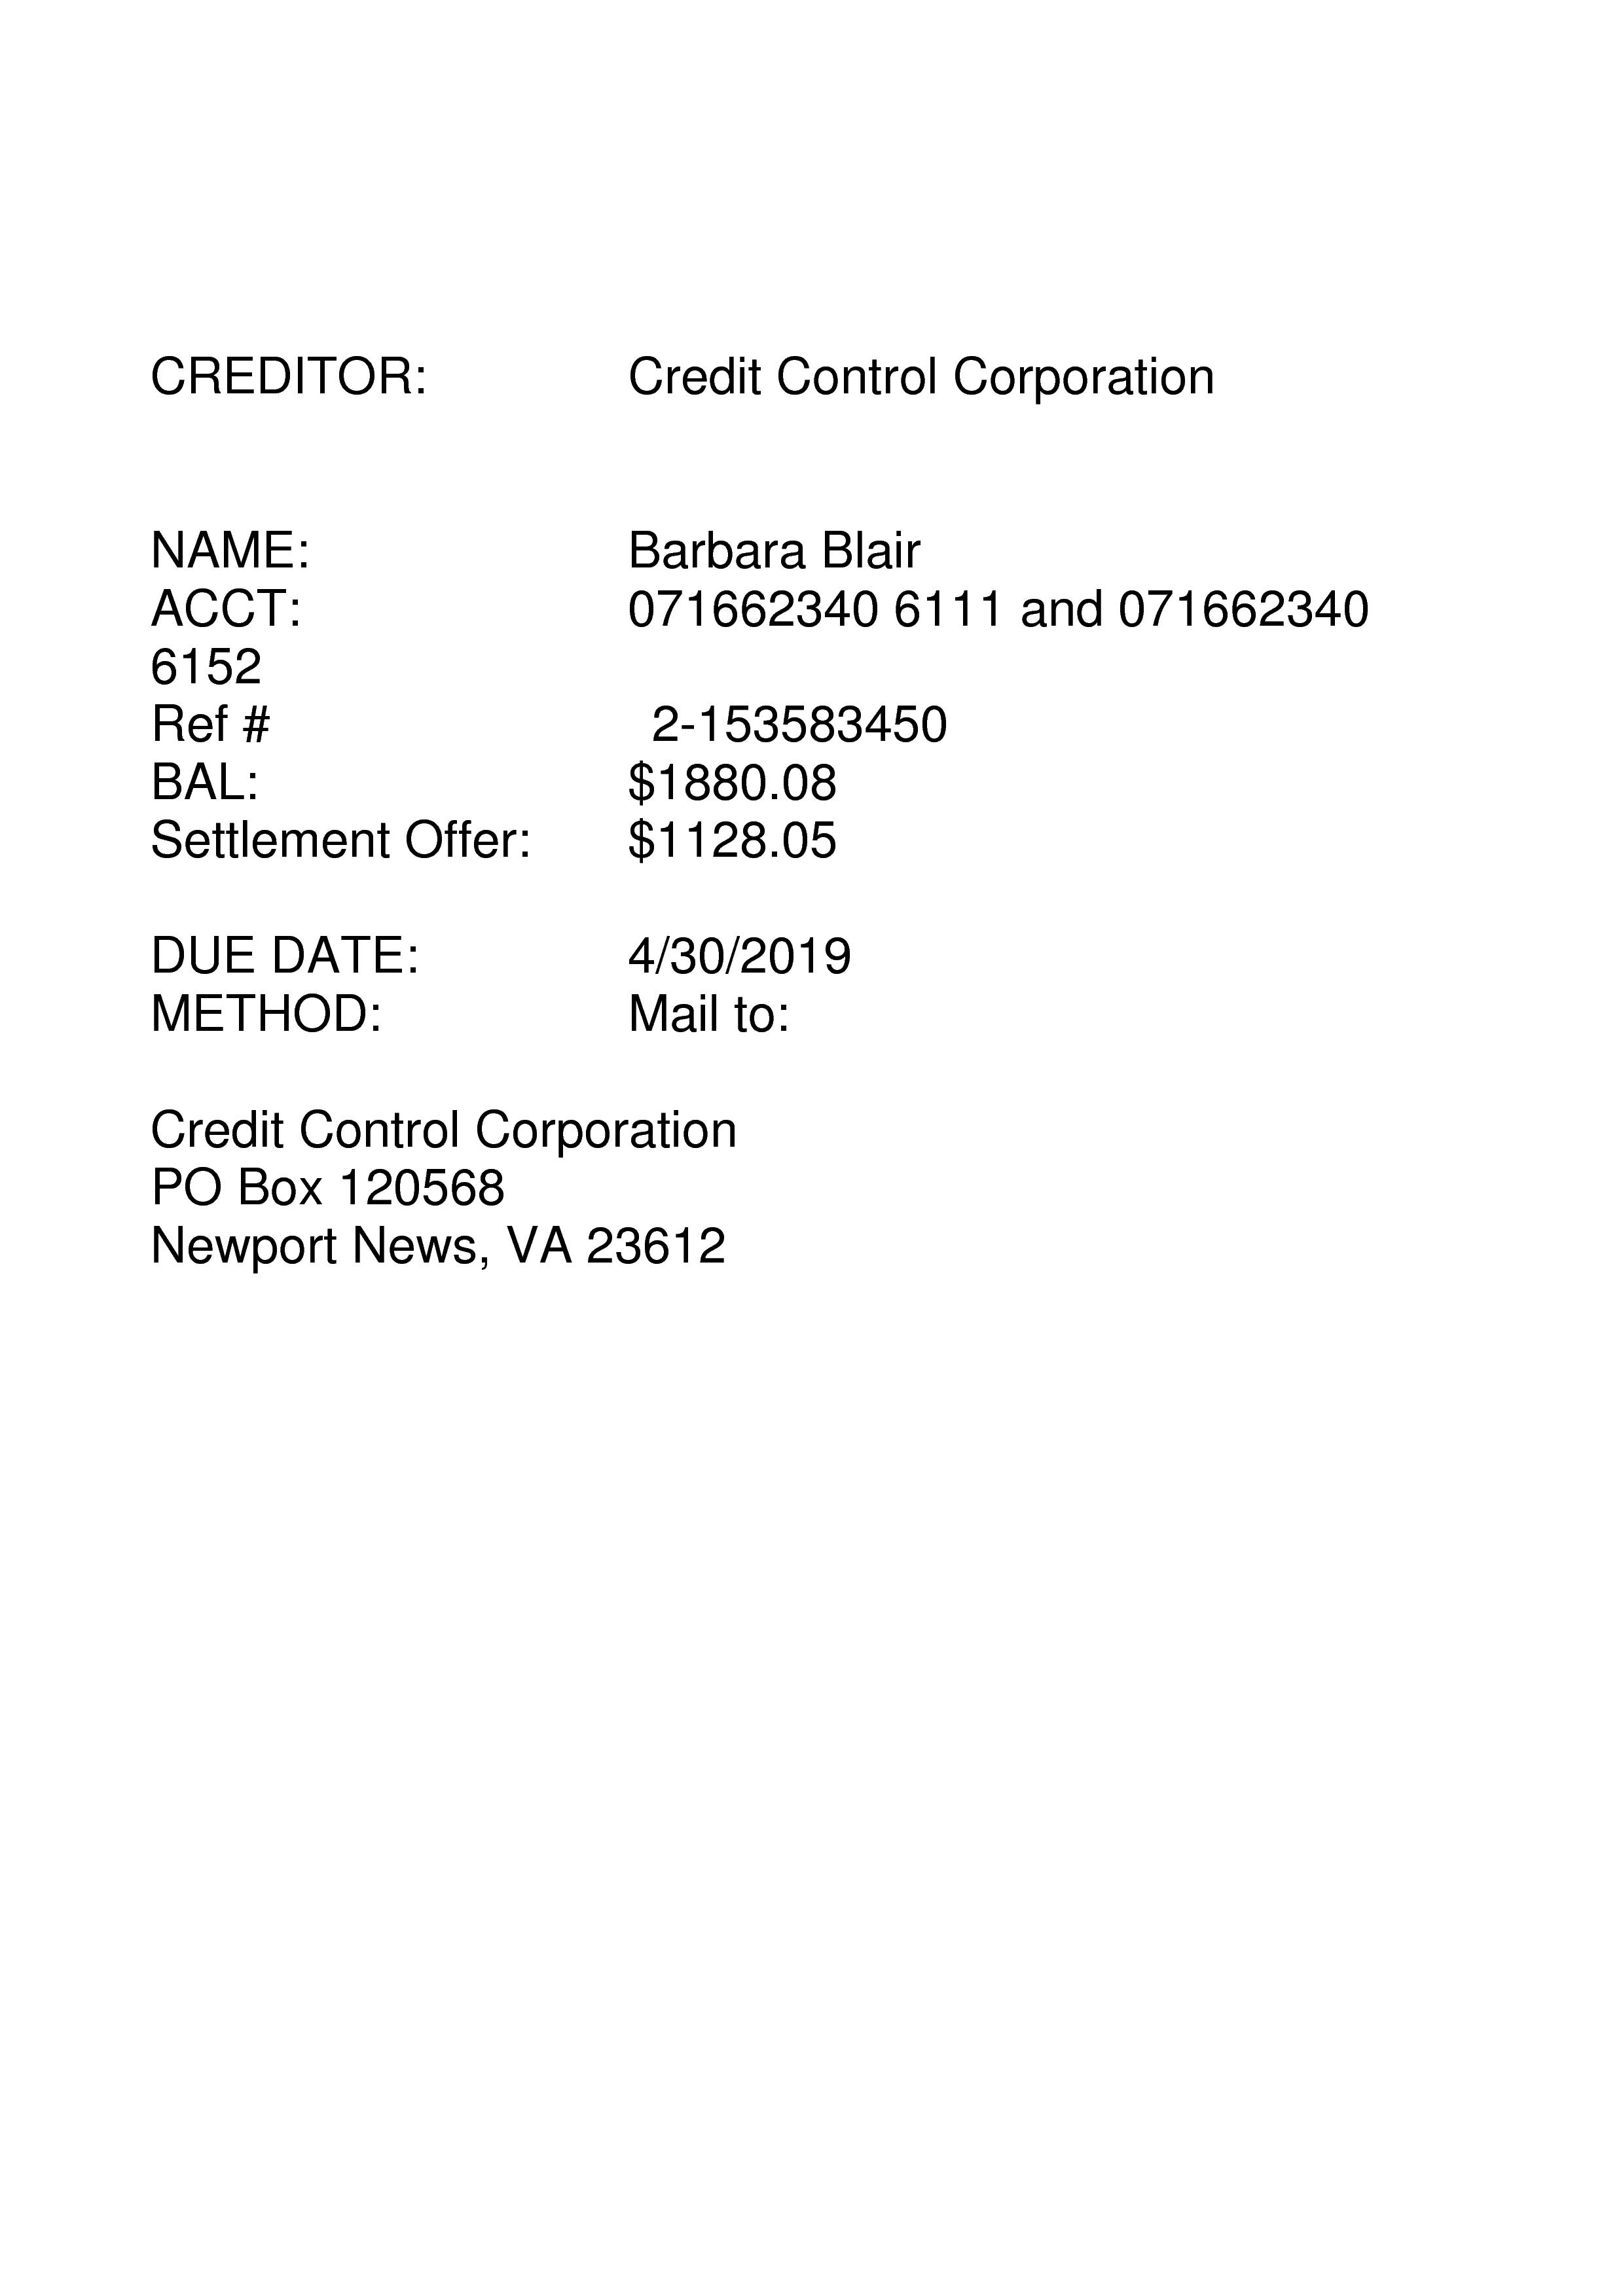 CREDITOR: Credit Control Corporation
NAME: Barbara Blair
ACCT: 071662340 6111 and 071662340
6152
Ref # 2-153583450
BAL: $1880.08
Settlement Offer: $1128.05
DUE DATE: 4/30/2019
METHOD: Mail to:
Credit Control Corporation
PO Box 120568
Newport News, VA 23612